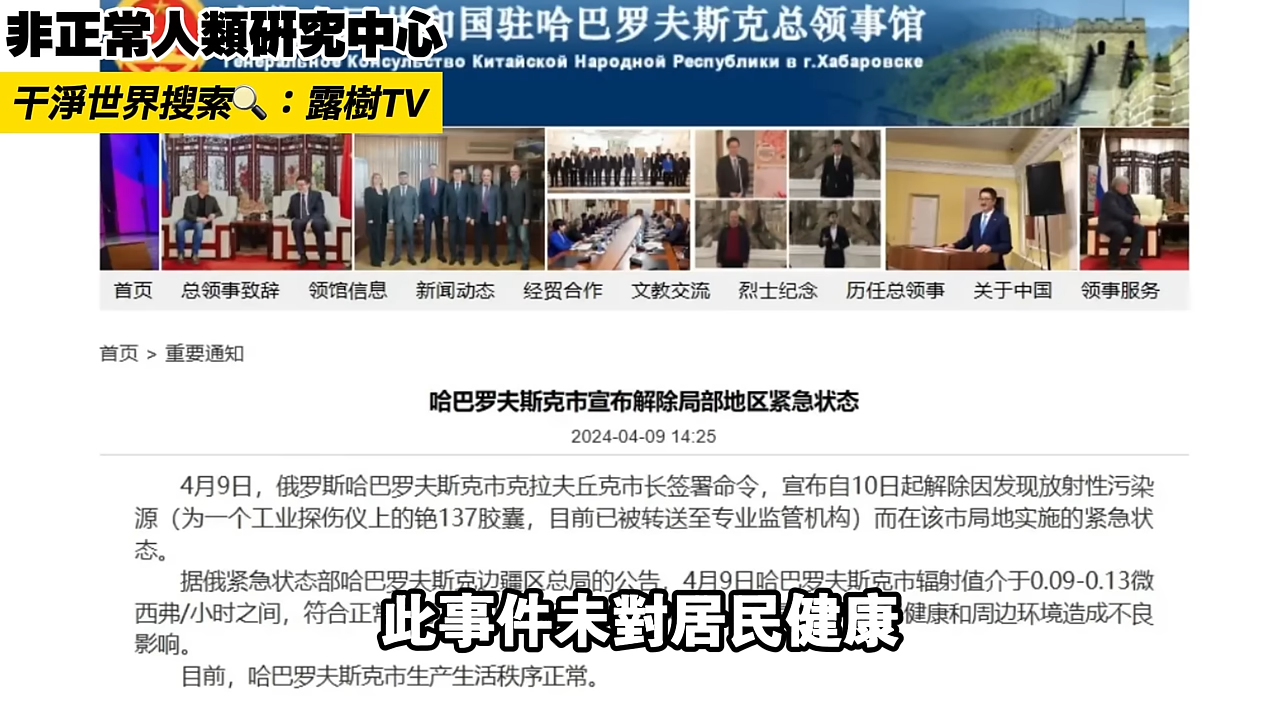 非正常人類研究中心
干淨世界搜索：露樹TV
和国驻哈巴罗夫斯克总领事馆
Генеральное Консульство Китайской Народной Республики в г.Хабаровске
首页 总领事致辞 领馆信息 新闻动态 经贸合作 文教交流 烈士纪念 历任总领事 关于中国 领事服务
首页 > 重要通知
哈巴罗夫斯克市宣布解除局部地区紧急状态
2024-04-09 14:25
4月9日，俄罗斯哈巴罗夫斯克市克拉夫丘克市长签署命令，宣布自10日起解除因发现放射性污染
源（为一个工业探伤仪上的铯137胶囊，目前已被转送至专业监管机构）而在该市局地实施的紧急状
态。
据俄紧急状态部哈巴罗夫斯克边疆区总局的公告，4月9日哈巴罗夫斯克市辐射值介于0.09-0.13微
西弗/小时之间，符合正常 健康和周边环境造成不良
影响。
此事件未對居民健康
目前，哈巴罗夫斯克市生产生活秩序正常。